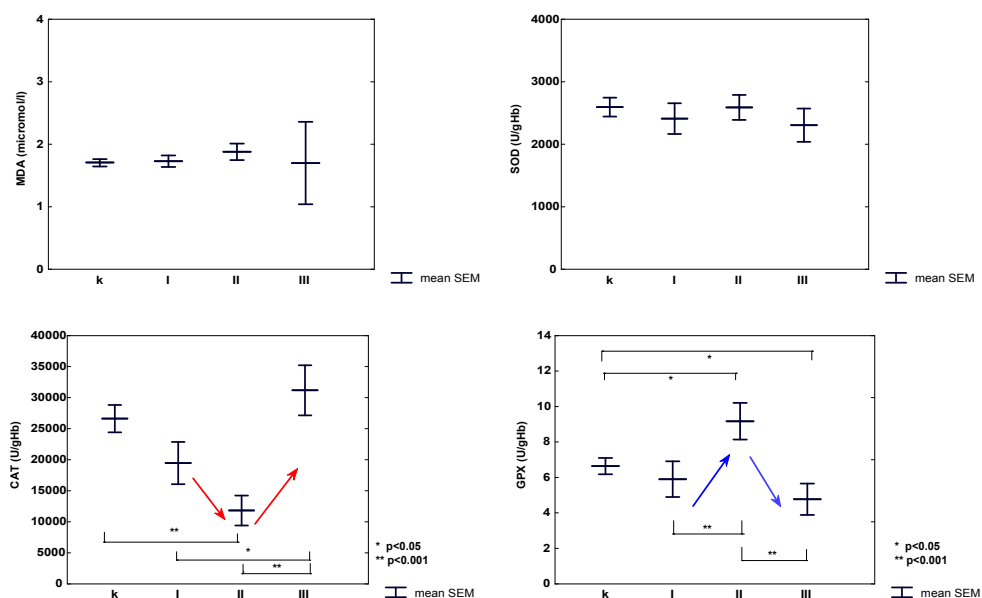 MDA (micromol/l)
4
3
2
1
0
k I II III
mean SEM
SOD (U/gHb)
4000
3000
2000
1000
0
k I II III
mean SEM
CAT (U/gHb)
40000
35000
30000
25000
20000
15000
10000
5000
0
**
*
**
k I II III
* p<0.05
** p<0.001
mean SEM
GPX (U/gHb)
14
12
10
8
6
4
2
0
*
*
**
**
k I II III
* p<0.05
** p<0.001
mean SEM